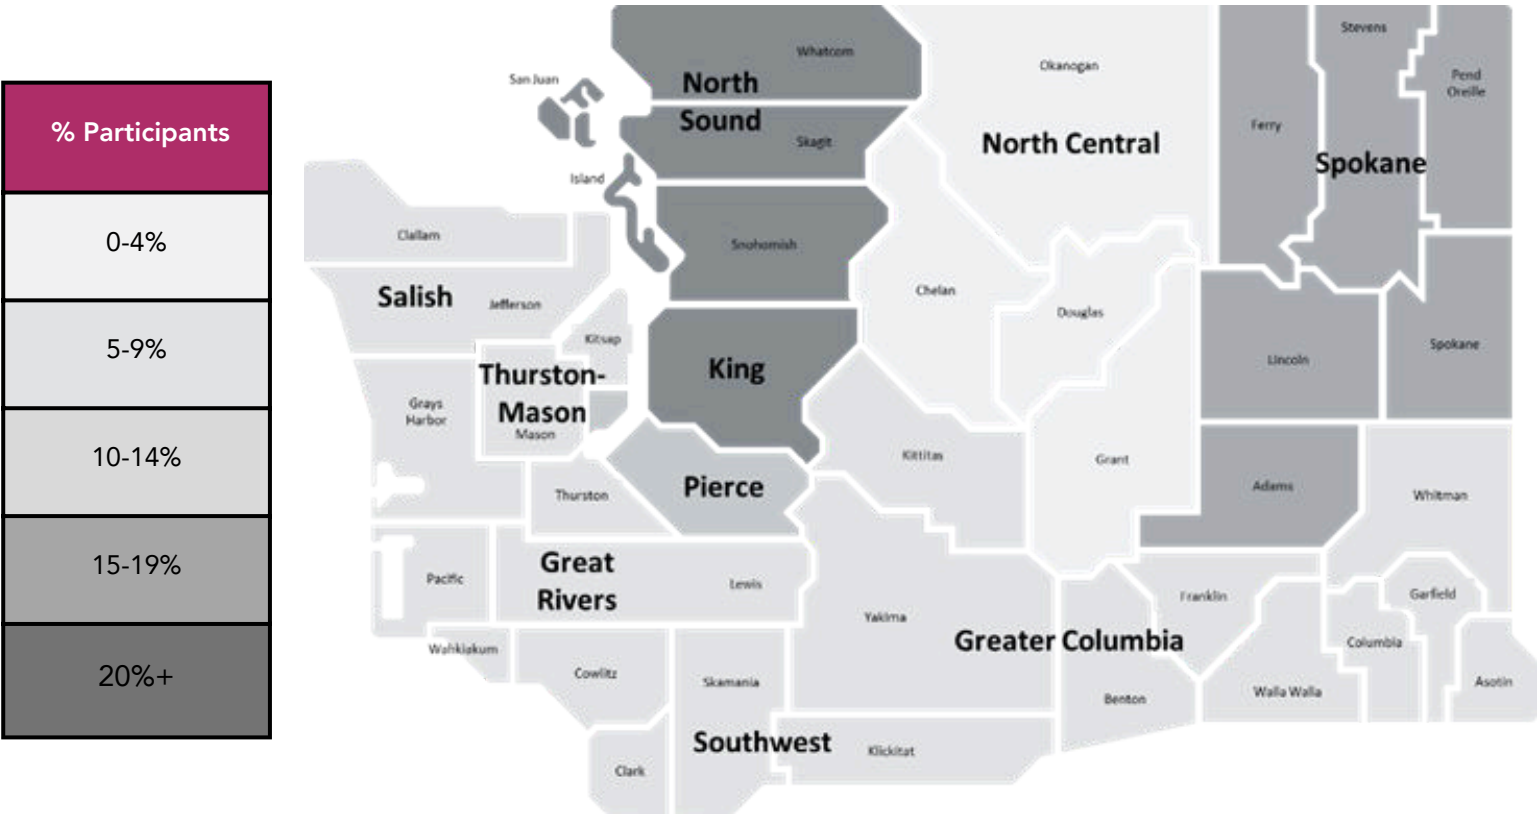 % Participants
0-4%
5-9%
10-14%
15-19%
20%+
Whatcom
San Juan
North
Sound
Skagit
Island
Snohomish
Okanogan
North Central
Stevens
Pend
Oreille
Ferry
Spokane
Clallam
Salish
Jefferson
Kitsap
Chelan
Douglas
Lincoln
Spokane
King
Thurston-
Mason
Mason
Grays
Harbor
Kittitas
Grant
Adams
Whitman
Thurston
Pierce
Great
Rivers
Pacific
Lewis
Yakima
Franklin
Garfield
Wahkiakum
Greater Columbia
Columbia
Cowlitz
Skamania
Benton
Walla Walla
Asotin
Southwest
Klickitat
Clark